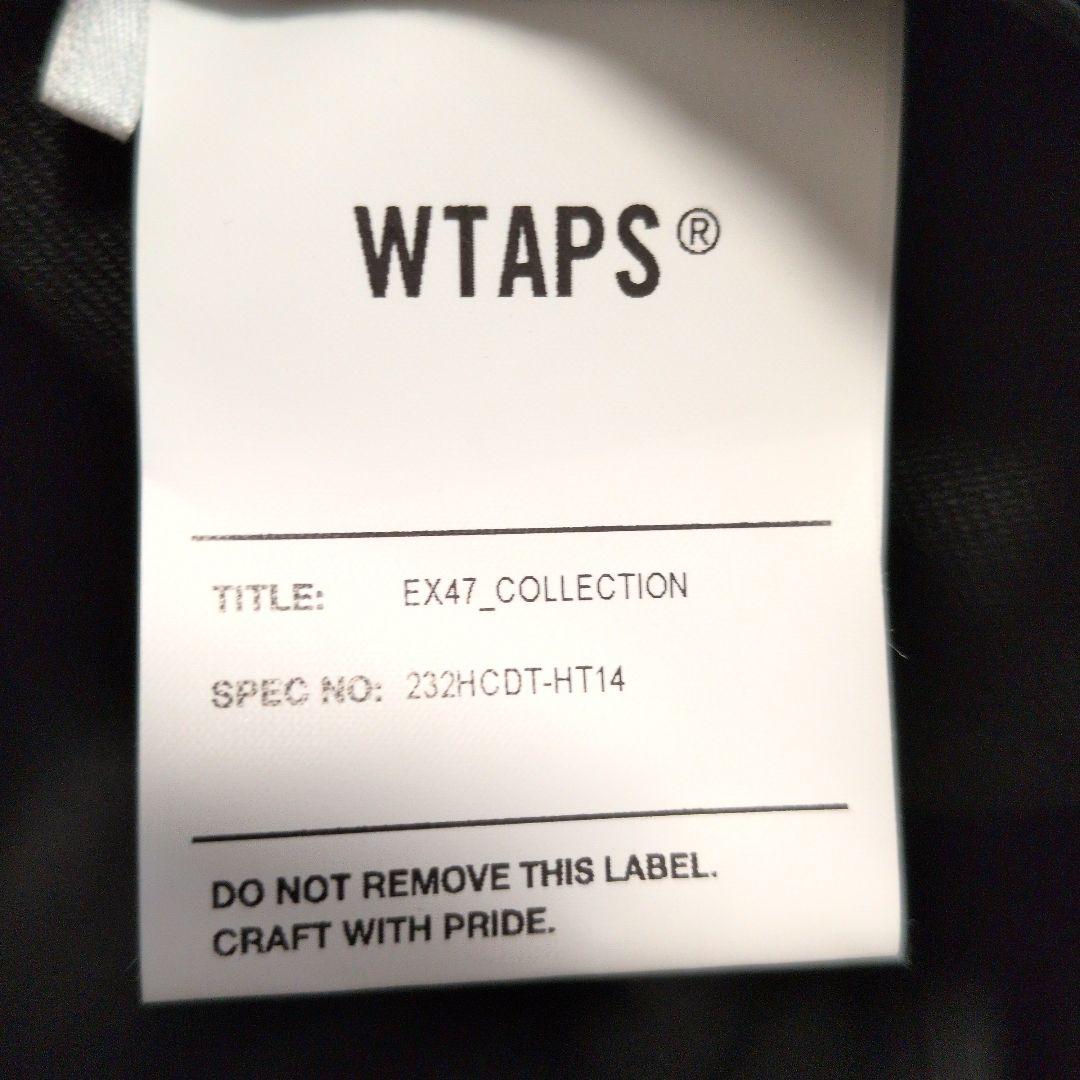 WTAPS®
TITLE: EX47_COLLECTION
SPEC NO: 232HCDT-HT14
DO NOT REMOVE THIS LABEL.
CRAFT WITH PRIDE.